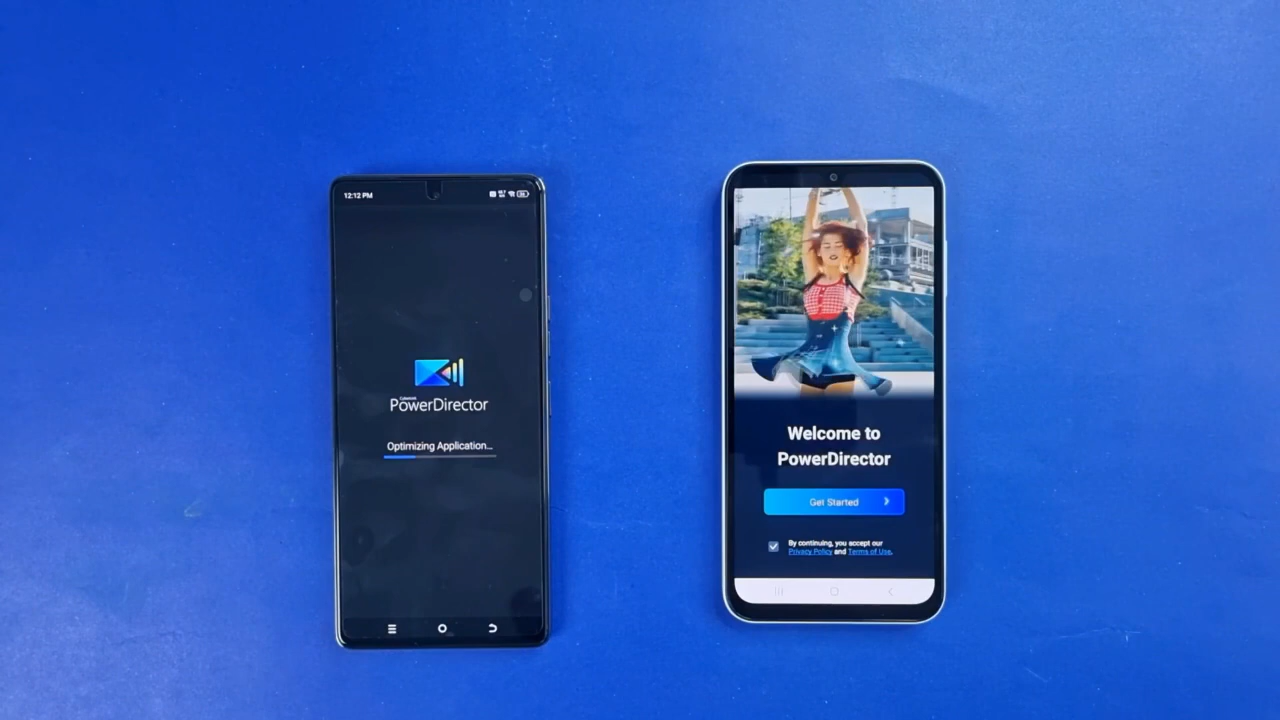 12:12 PM
PowerDirector
Optimizing Application...
Welcome to
PowerDirector
Get Started
By continuing, you accept our
Privacy Policy and Terms of Use.